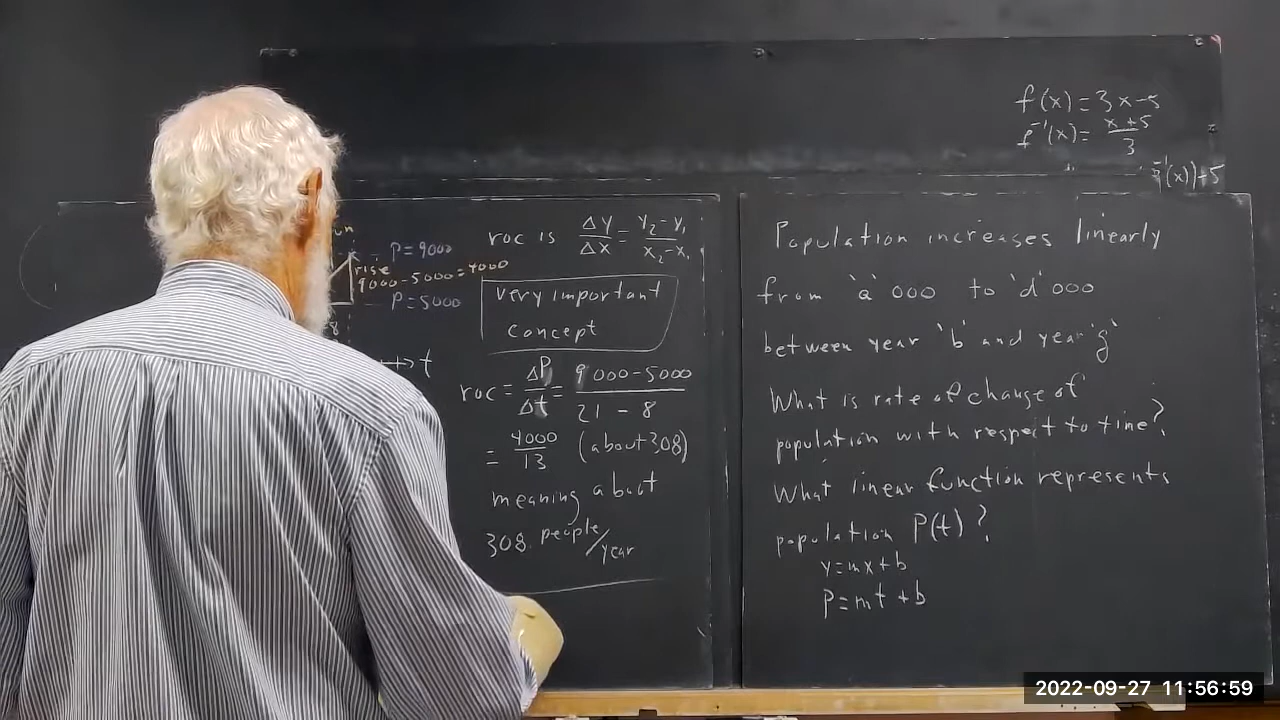 f(x)=3x-5
f⁻¹(x)=(x+5)/3
⁻¹(x))+5
P=9000
rise
9000-5000=4000
P=5000
8
t
roc is Δy/Δx = (y₂-y₁)/(x₂-x₁)
very important
concept
roc = ΔP/Δt = (9000-5000)/(21-8)
= 4000/13 (about 308)
meaning about
308 people/year
Population increases linearly
from 'a' 000 to 'd' 000
between year 'b' and year 'g'
What is rate of change of
population with respect to time?
What linear function represents
population P(t)?
y=mx+b
P=mt+b
2022-09-27 11:56:59